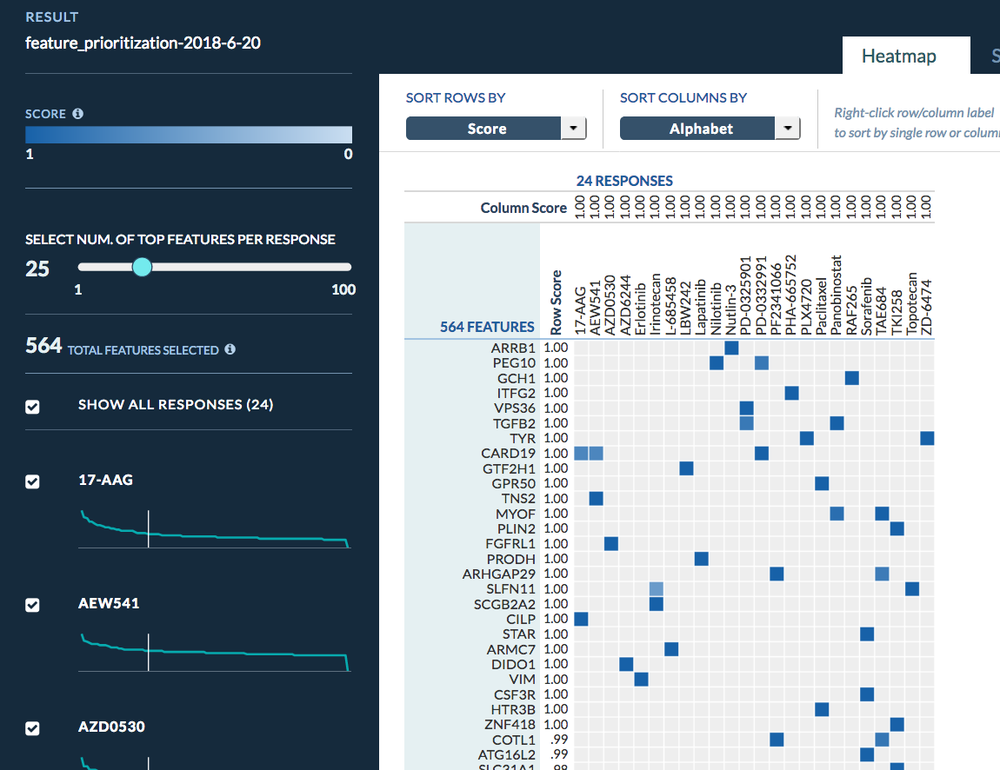 RESULT
feature_prioritization-2018-6-20
SCORE
1 0
SELECT NUM. OF TOP FEATURES PER RESPONSE
25
1 100
564 TOTAL FEATURES SELECTED
SHOW ALL RESPONSES (24)
17-AAG
AEW541
AZD0530
Heatmap
SORT ROWS BY
Score
SORT COLUMNS BY
Alphabet
Right-click row/column label
to sort by single row or colum
24 RESPONSES
Column Score 1.00 1.00 1.00 1.00 1.00 1.00 1.00 1.00 1.00 1.00 1.00 1.00 1.00 1.00 1.00 1.00 1.00 1.00 1.00 1.00 1.00 1.00 1.00 1.00
564 FEATURES
Row Score
17-AAG
AEW541
AZD0530
AZD6244
Erlotinib
Irinotecan
L-685458
LBW242
Lapatinib
Nilotinib
Nutlin-3
PD-0325901
PD-0332991
PF2341066
PHA-665752
PLX4720
Paclitaxel
Panobinostat
RAF265
Sorafenib
TAE684
TKI258
Topotecan
ZD-6474
ARRB1 1.00
PEG10 1.00
GCH1 1.00
ITFG2 1.00
VPS36 1.00
TGFB2 1.00
TYR 1.00
CARD19 1.00
GTF2H1 1.00
GPR50 1.00
TNS2 1.00
MYOF 1.00
PLIN2 1.00
FGFRL1 1.00
PRODH 1.00
ARHGAP29 1.00
SLFN11 1.00
SCGB2A2 1.00
CILP 1.00
STAR 1.00
ARMC7 1.00
DIDO1 1.00
VIM 1.00
CSF3R 1.00
HTR3B 1.00
ZNF418 1.00
COTL1 .99
ATG16L2 .99
SLC31A1 .98